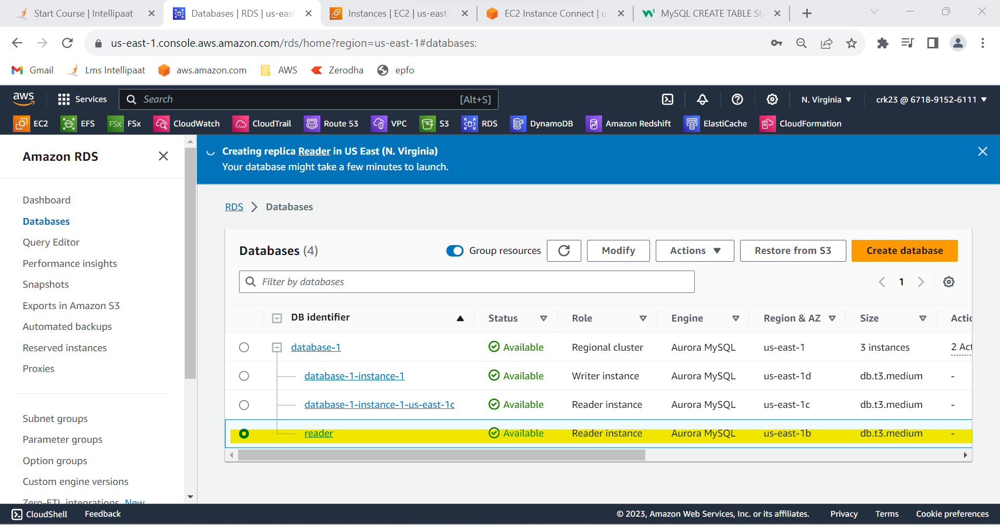 Start Course | Intellipaat
Databases | RDS | us-east
Instances | EC2 | us-east-
EC2 Instance Connect | u
MySQL CREATE TABLE Sta
us-east-1.console.aws.amazon.com/rds/home?region=us-east-1#databases:
Gmail
Lms Intellipaat
aws.amazon.com
AWS
Zerodha
epfo
aws
Services
Search
[Alt+S]
N. Virginia
crk23 @ 6718-9152-6111
EC2
EFS
FSx FSx
CloudWatch
CloudTrail
Route 53
VPC
S3
RDS
DynamoDB
Amazon Redshift
ElastiCache
CloudFormation
Amazon RDS
Dashboard
Databases
Query Editor
Performance insights
Snapshots
Exports in Amazon S3
Automated backups
Reserved instances
Proxies
Subnet groups
Parameter groups
Option groups
Custom engine versions
Zero-ETL integrations New
Creating replica Reader in US East (N. Virginia)
Your database might take a few minutes to launch.
RDS > Databases
Databases (4)
Group resources
Modify
Actions
Restore from S3
Create database
Filter by databases
1
DB identifier Status Role Engine Region & AZ Size Actic
database-1 Available Regional cluster Aurora MySQL us-east-1 3 instances 2 Act
database-1-instance-1 Available Writer instance Aurora MySQL us-east-1d db.t3.medium -
database-1-instance-1-us-east-1c Available Reader instance Aurora MySQL us-east-1c db.t3.medium -
reader Available Reader instance Aurora MySQL us-east-1b db.t3.medium -
CloudShell
Feedback
© 2023, Amazon Web Services, Inc. or its affiliates.
Privacy
Terms
Cookie preferences